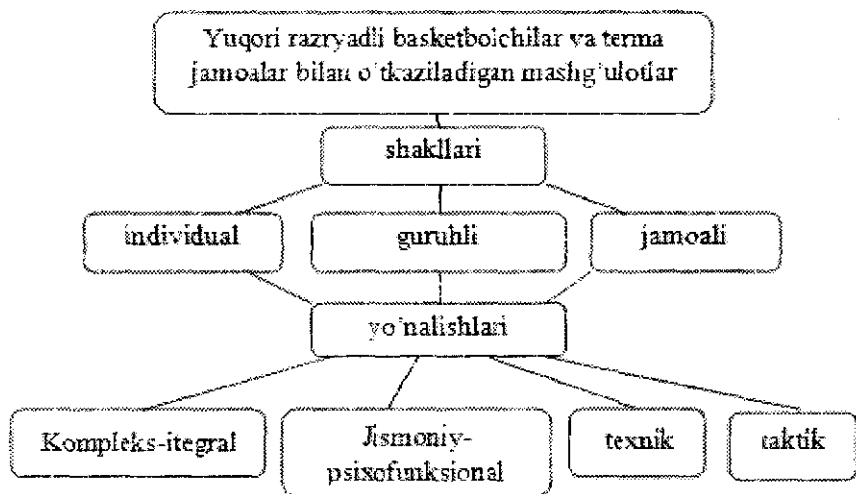 Yuqori razryadli basketbolchilar va terma
jamoalar bilan o'tkaziladigan mashg'ulotlar
shakllari
individual
guruhli
jamoali
yo'nalishlari
Kompleks-itegral
Jismoniy-
psixofunksional
texnik
taktik